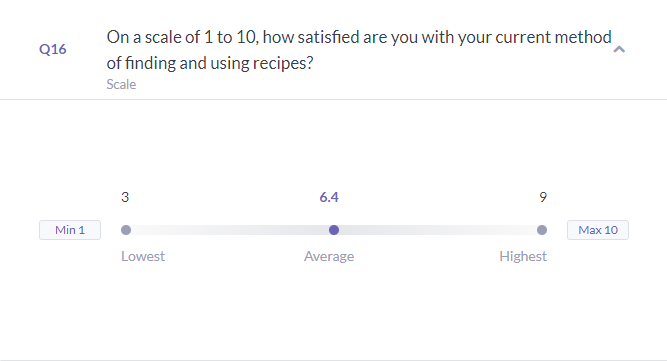 Q16
On a scale of 1 to 10, how satisfied are you with your current method
of finding and using recipes?
Scale
3
6.4
9
Min 1
Max 10
Lowest
Average
Highest